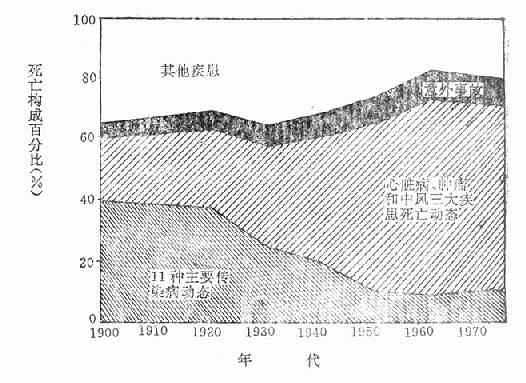 死亡构成百分比(%)
100
80
60
40
20
0
其他疾患
意外事故
心脏病、肿瘤
和中风三大疾
患死亡动态
11种主要传
染病动态
1900 1910 1920 1930 1940 1950 1960 1970
年 代